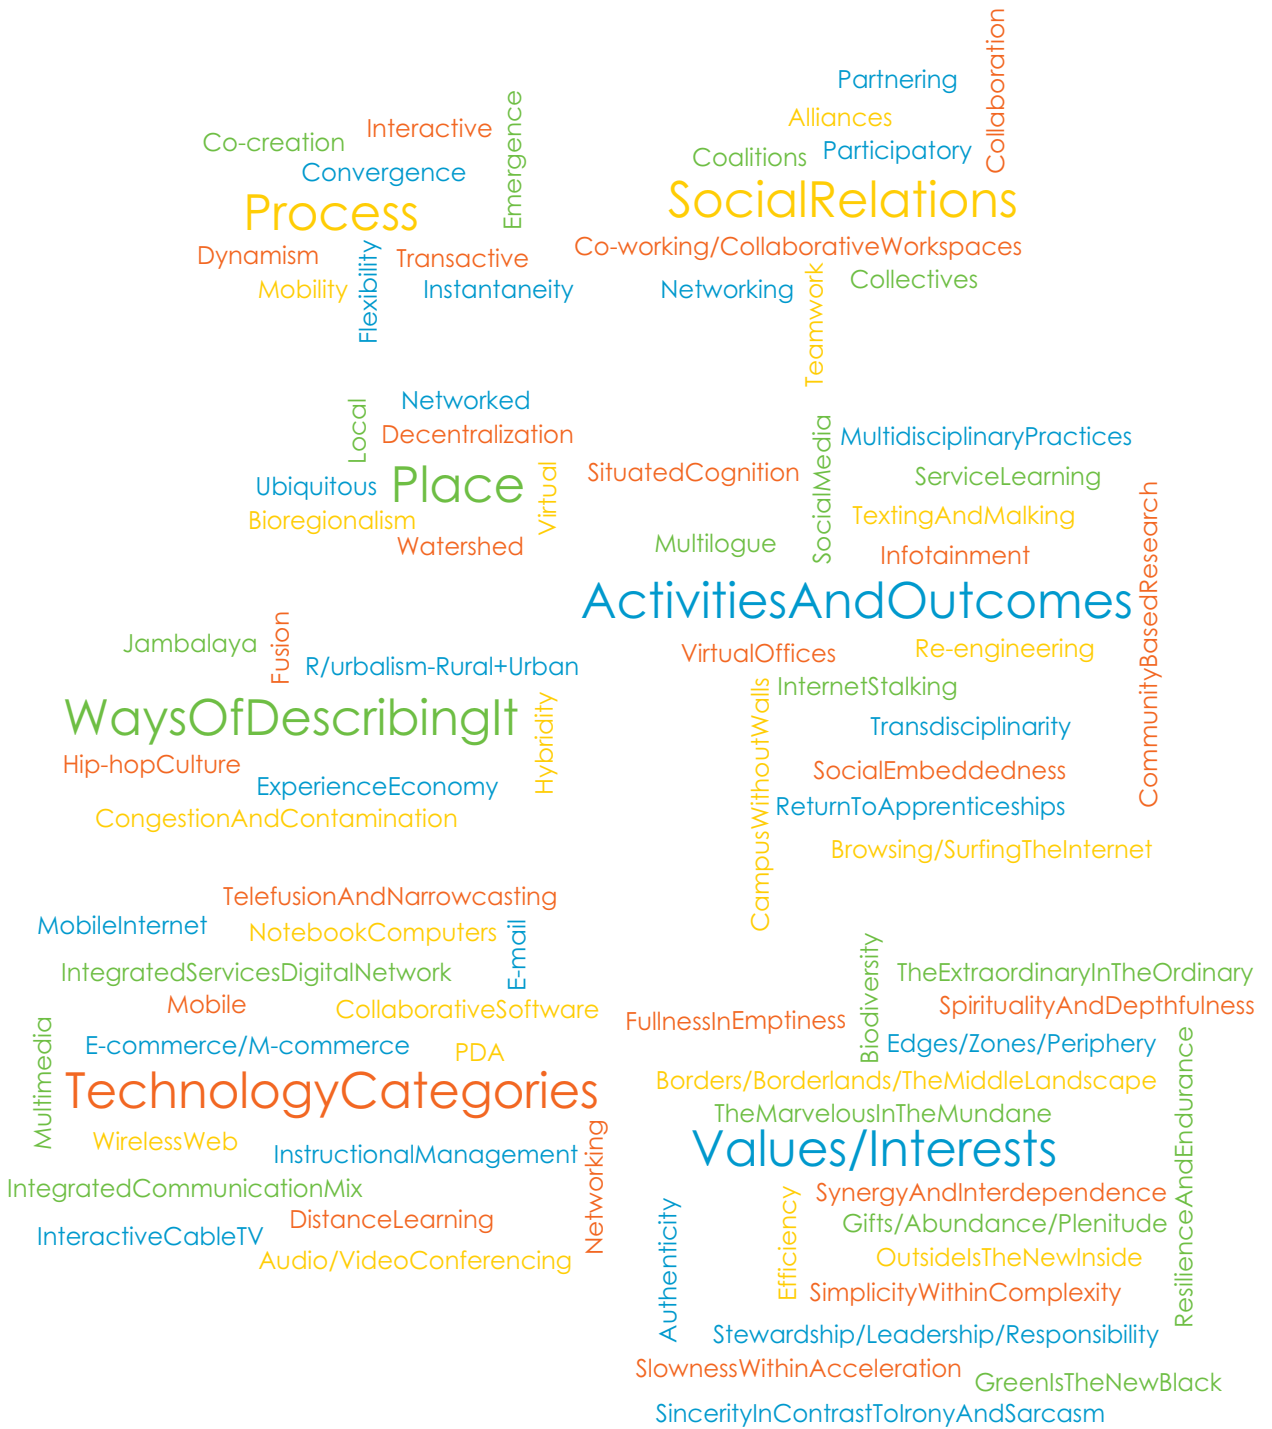 Co-creation
Interactive
Emergence
Convergence
Process
Dynamism
Flexibility
Transactive
Mobility
Instantaneity
Collaboration
Partnering
Alliances
Coalitions
Participatory
SocialRelations
Co-working/CollaborativeWorkspaces
Networking
Teamwork
Collectives
Local
Networked
Decentralization
Ubiquitous
Place
Virtual
Bioregionalism
Watershed
SocialMedia
MultidisciplinaryPractices
SituatedCognition
ServiceLearning
TextingAndMalking
Multilogue
Infotainment
CommunityBasedResearch
ActivitiesAndOutcomes
VirtualOffices
Re-engineering
CampusWithoutWalls
InternetStalking
Transdisciplinarity
SocialEmbeddedness
ReturnToApprenticeships
Browsing/SurfingTheInternet
Jambalaya
Fusion
R/urbalism-Rural+Urban
WaysOfDescribingIt
Hybridity
Hip-hopCulture
ExperienceEconomy
CongestionAndContamination
TelefusionAndNarrowcasting
MobileInternet
NotebookComputers
E-mail
IntegratedServicesDigitalNetwork
Mobile
CollaborativeSoftware
Multimedia
E-commerce/M-commerce
PDA
TechnologyCategories
WirelessWeb
InstructionalManagement
Networking
IntegratedCommunicationMix
DistanceLearning
InteractiveCableTV
Audio/VideoConferencing
Biodiversity
TheExtraordinaryInTheOrdinary
SpiritualityAndDepthfulness
FullnessInEmptiness
Edges/Zones/Periphery
ResilienceAndEndurance
Borders/Borderlands/TheMiddleLandscape
TheMarvelousInTheMundane
Values/Interests
SynergyAndInterdependence
Authenticity
Efficiency
Gifts/Abundance/Plenitude
OutsideIsTheNewInside
SimplicityWithinComplexity
Stewardship/Leadership/Responsibility
SlownessWithinAcceleration
GreenIsTheNewBlack
SincerityInContrastToIronyAndSarcasm